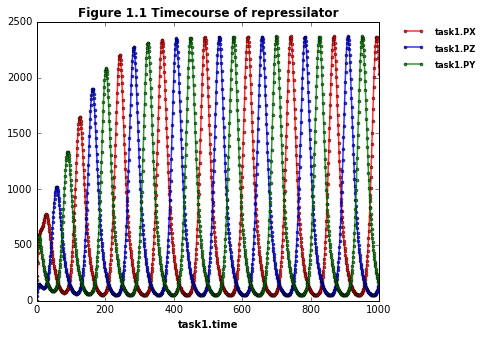 Figure 1.1 Timecourse of repressilator
2500
2000
1500
1000
500
0
0 200 400 600 800 1000
task1.time
task1.PX
task1.PZ
task1.PY